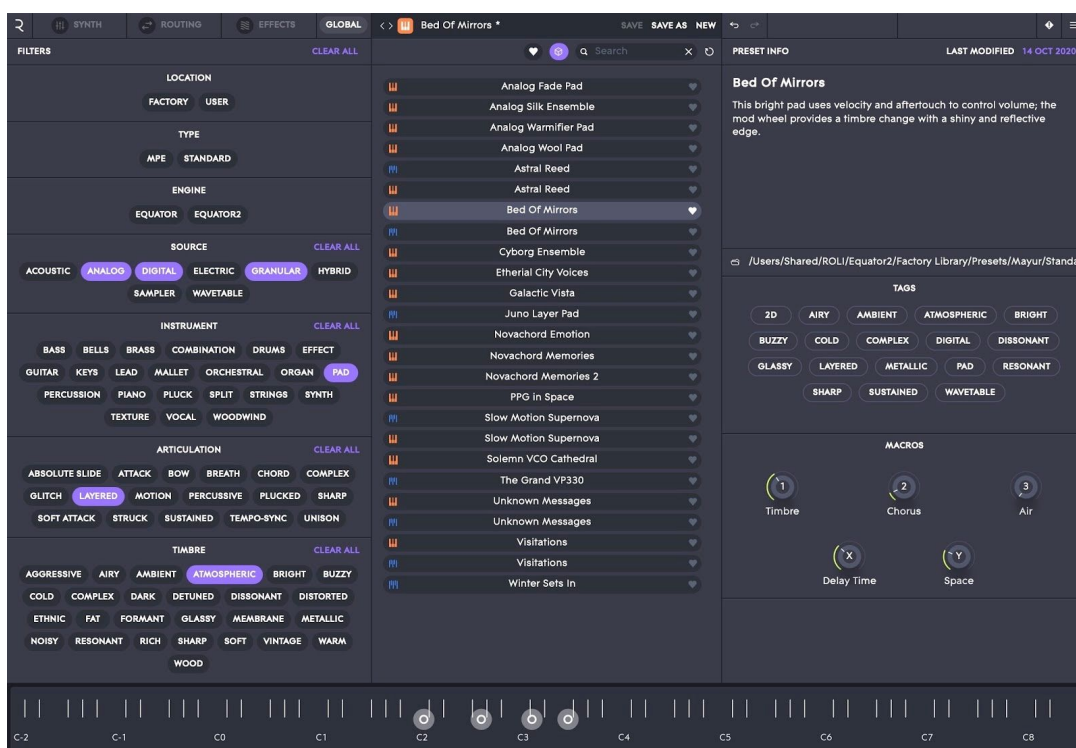 SYNTH ROUTING EFFECTS GLOBAL
Bed Of Mirrors * SAVE SAVE AS NEW
FILTERS CLEAR ALL
LOCATION
FACTORY USER
TYPE
MPE STANDARD
ENGINE
EQUATOR EQUATOR2
SOURCE CLEAR ALL
ACOUSTIC ANALOG DIGITAL ELECTRIC GRANULAR HYBRID
SAMPLER WAVETABLE
INSTRUMENT CLEAR ALL
BASS BELLS BRASS COMBINATION DRUMS EFFECT
GUITAR KEYS LEAD MALLET ORCHESTRAL ORGAN PAD
PERCUSSION PIANO PLUCK SPLIT STRINGS SYNTH
TEXTURE VOCAL WOODWIND
ARTICULATION CLEAR ALL
ABSOLUTE SLIDE ATTACK BOW BREATH CHORD COMPLEX
GLITCH LAYERED MOTION PERCUSSIVE PLUCKED SHARP
SOFT ATTACK STRUCK SUSTAINED TEMPO-SYNC UNISON
TIMBRE CLEAR ALL
AGGRESSIVE AIRY AMBIENT ATMOSPHERIC BRIGHT BUZZY
COLD COMPLEX DARK DETUNED DISSONANT DISTORTED
ETHNIC FAT FORMANT GLASSY MEMBRANE METALLIC
NOISY RESONANT RICH SHARP SOFT VINTAGE WARM
WOOD
Search
Analog Fade Pad
Analog Silk Ensemble
Analog Warmifier Pad
Analog Wool Pad
Astral Reed
Astral Reed
Bed Of Mirrors
Bed Of Mirrors
Cyborg Ensemble
Etherial City Voices
Galactic Vista
Juno Layer Pad
Novachord Emotion
Novachord Memories
Novachord Memories 2
PPG in Space
Slow Motion Supernova
Slow Motion Supernova
Solemn VCO Cathedral
The Grand VP330
Unknown Messages
Unknown Messages
Visitations
Visitations
Winter Sets In
PRESET INFO LAST MODIFIED 14 OCT 2020
Bed Of Mirrors
This bright pad uses velocity and aftertouch to control volume; the
mod wheel provides a timbre change with a shiny and reflective
edge.
/Users/Shared/ROLI/Equator2/Factory Library/Presets/Mayur/Standa
TAGS
2D AIRY AMBIENT ATMOSPHERIC BRIGHT
BUZZY COLD COMPLEX DIGITAL DISSONANT
GLASSY LAYERED METALLIC PAD RESONANT
SHARP SUSTAINED WAVETABLE
MACROS
1 2 3
Timbre Chorus Air
X Y
Delay Time Space
C-2 C-1 C0 C1 C2 C3 C4 C5 C6 C7 C8